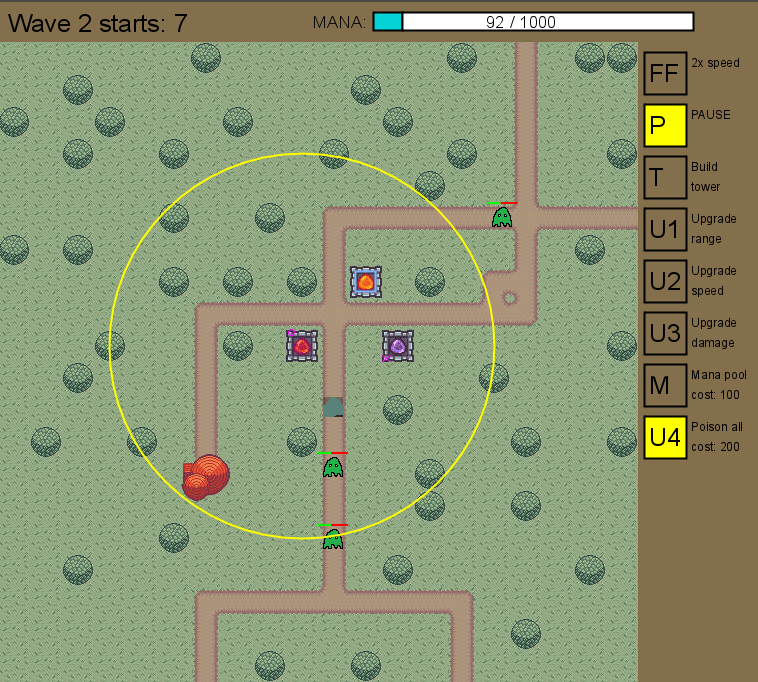 Wave 2 starts: 7
MANA:
92 / 1000
FF
2x speed
P
PAUSE
T
Build
tower
U1
Upgrade
range
U2
Upgrade
speed
U3
Upgrade
damage
M
Mana pool
cost: 100
U4
Poison all
cost: 200